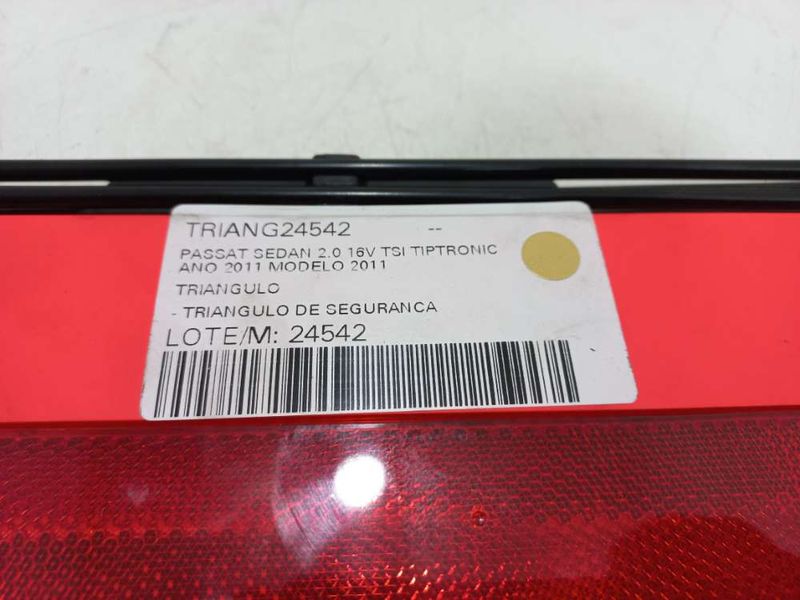 TRIANG24542 --
PASSAT SEDAN 2.0 16V TSI TIPTRONIC
ANO 2011 MODELO 2011
TRIANGULO
- TRIANGULO DE SEGURANCA
LOTE/M: 24542